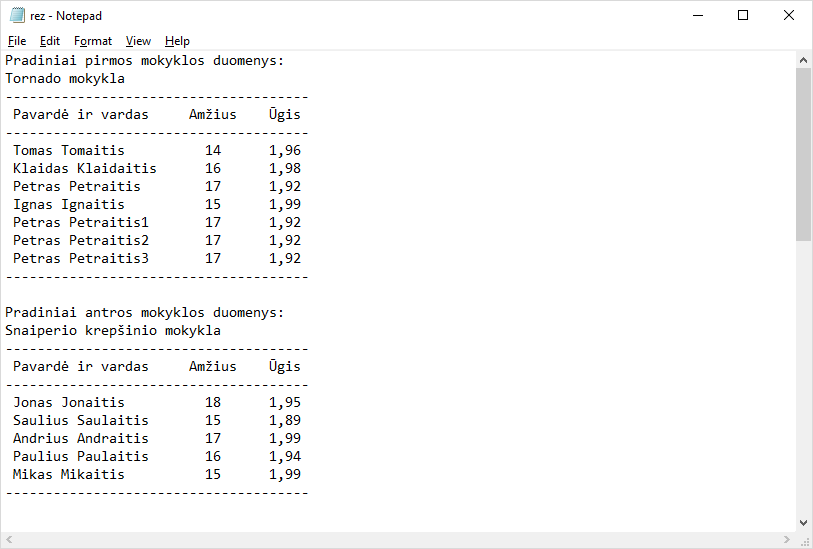 rez - Notepad
File Edit Format View Help
Pradiniai pirmos mokyklos duomenys:
Tornado mokykla
--------------------------------------
Pavardė ir vardas     Amžius    Ūgis
--------------------------------------
Tomas Tomaitis          14      1,96
Klaidas Klaidaitis      16      1,98
Petras Petraitis        17      1,92
Ignas Ignaitis          15      1,99
Petras Petraitis1       17      1,92
Petras Petraitis2       17      1,92
Petras Petraitis3       17      1,92
--------------------------------------
Pradiniai antros mokyklos duomenys:
Snaiperio krepšinio mokykla
--------------------------------------
Pavardė ir vardas     Amžius    Ūgis
--------------------------------------
Jonas Jonaitis          18      1,95
Saulius Saulaitis       15      1,89
Andrius Andraitis       17      1,99
Paulius Paulaitis       16      1,94
Mikas Mikaitis          15      1,99
--------------------------------------